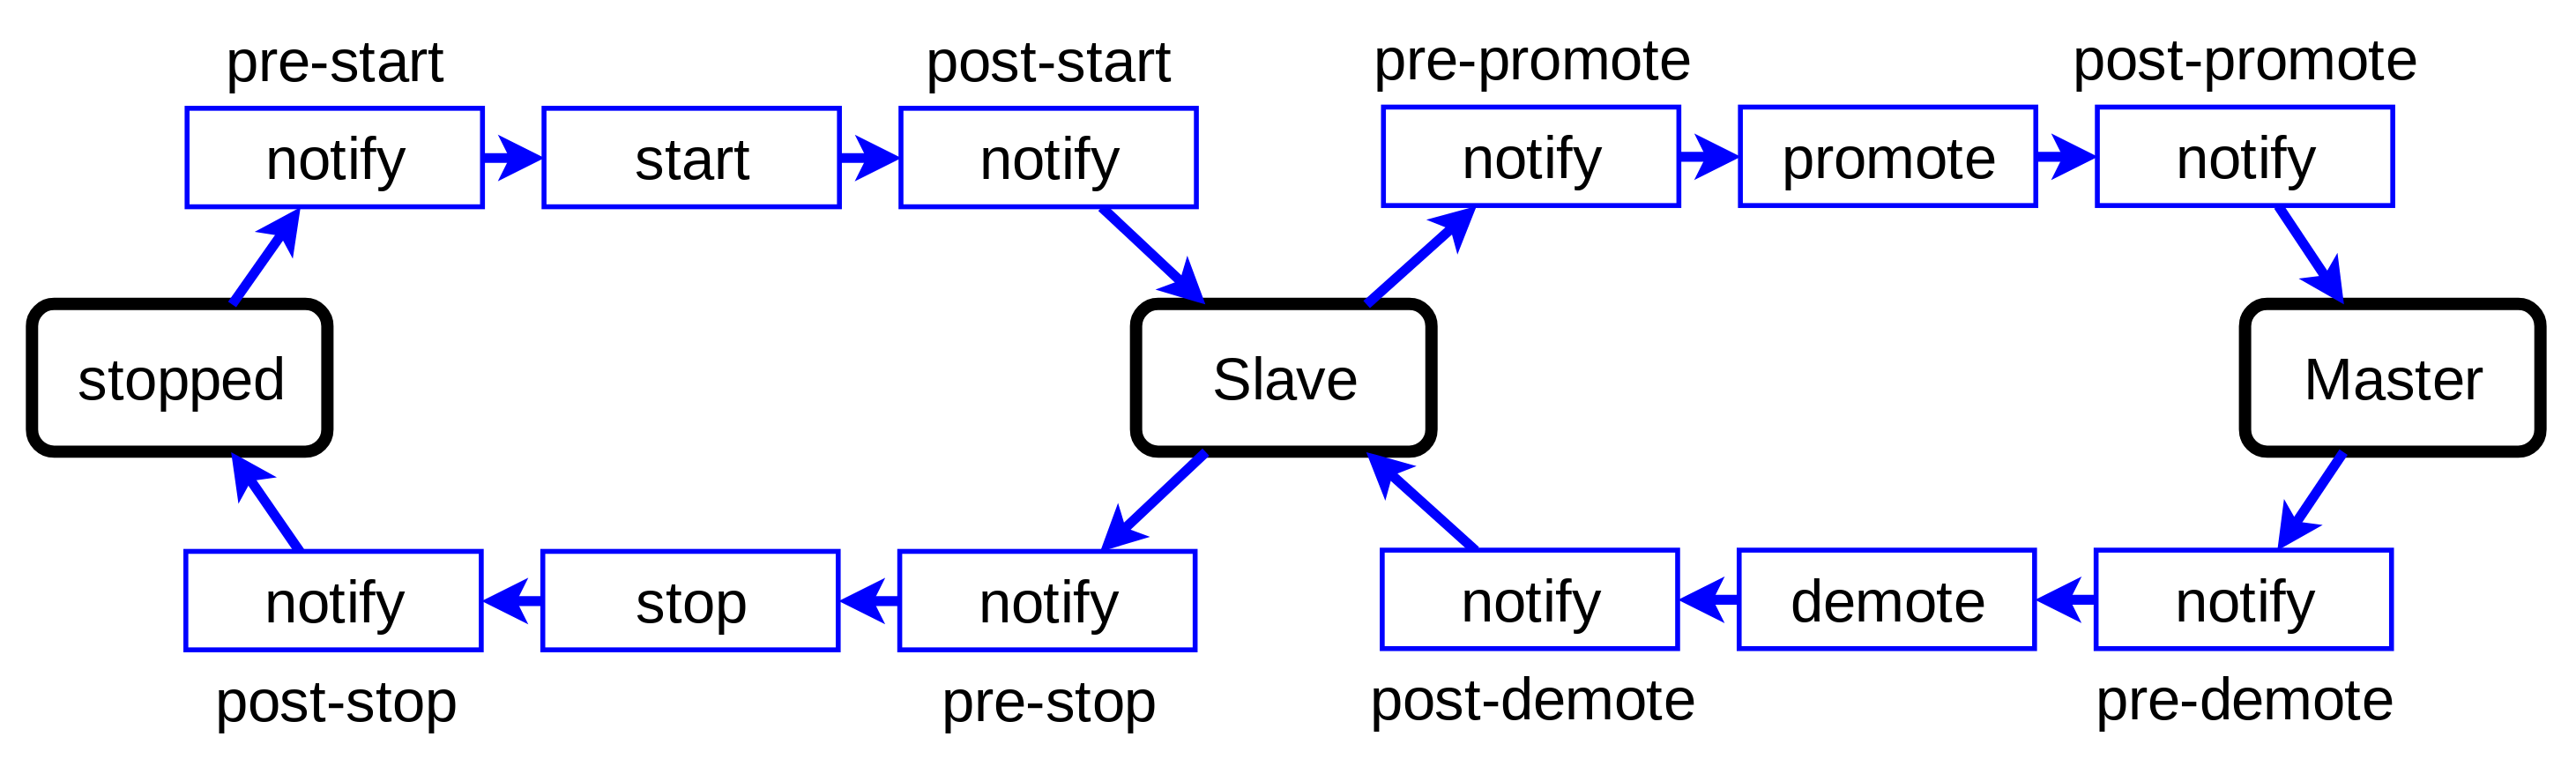 pre-start
post-start
pre-promote
post-promote
notify
start
notify
notify
promote
notify
stopped
Slave
Master
notify
stop
notify
notify
demote
notify
post-stop
pre-stop
post-demote
pre-demote